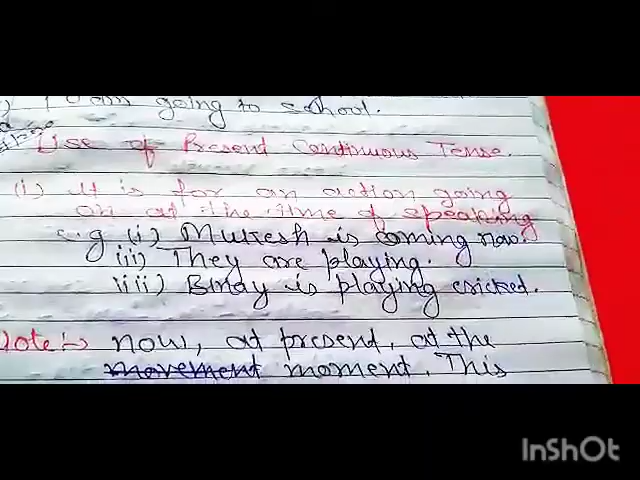 I am going to school.
Use of Present Continuous Tense.
(i) It is for an action going
on at the time of speaking
e.g (i) Mukesh is coming now.
(ii) They are playing.
(iii) Binay is playing cricket.
Note :- now, at present, at the
movement moment, This
InShOt